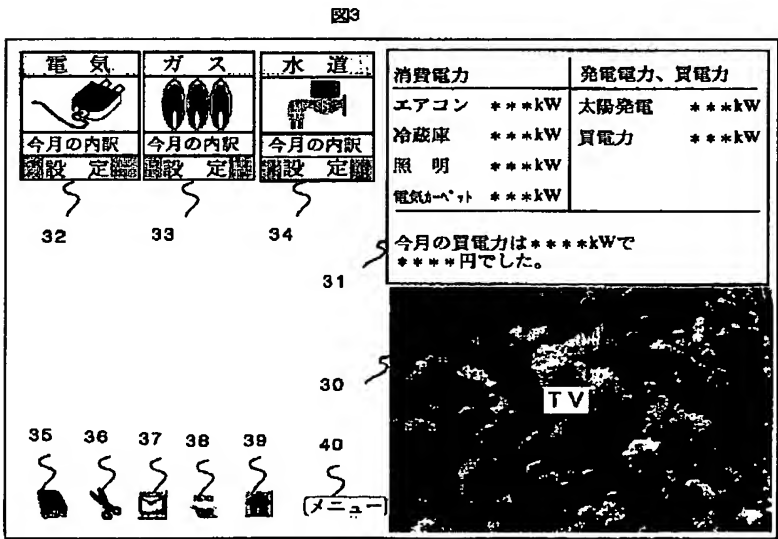 図3
電 気
ガ ス
水 道
今月の内訳
今月の内訳
今月の内訳
設 定
設 定
設 定
32
33
34
消費電力
発電電力、買電力
エアコン ***kW
太陽発電 ***kW
冷蔵庫 ***kW
買電力 ***kW
照 明 ***kW
電気カーペット ***kW
今月の買電力は****kWで
****円でした。
31
30
TV
35
36
37
38
39
40
メニュー